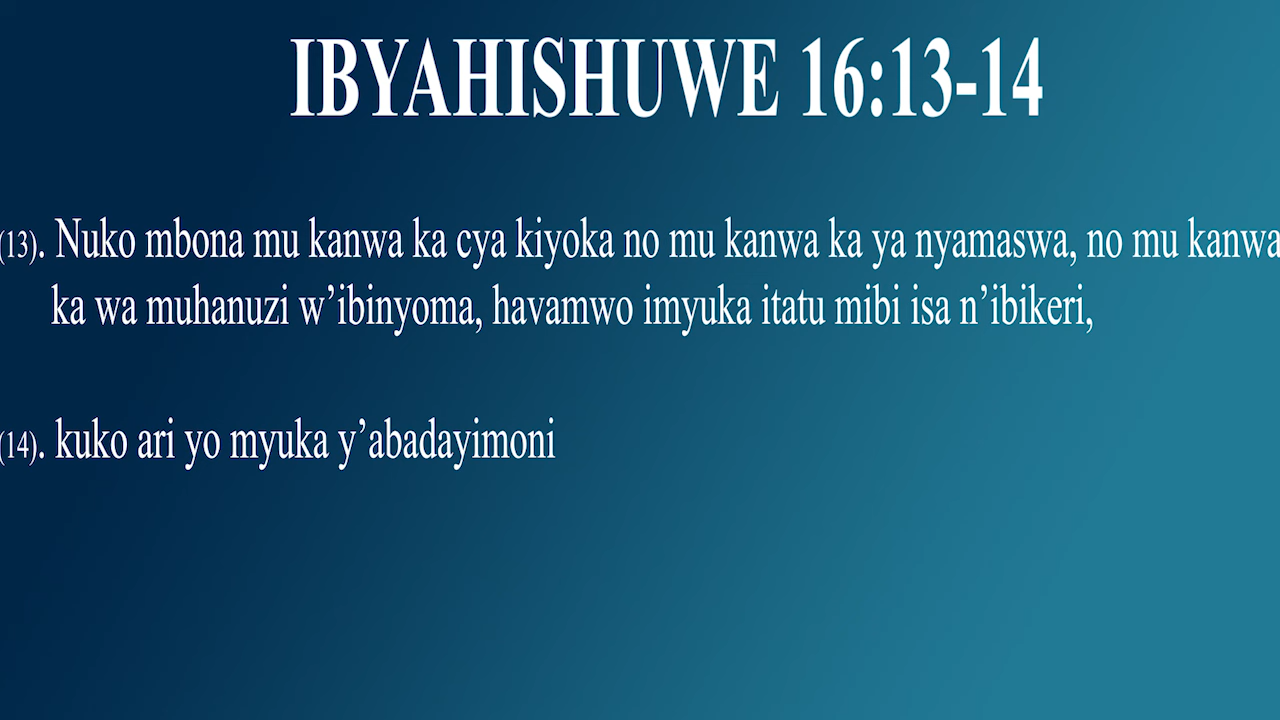 IBYAHISHUWE 16:13-14
(13). Nuko mbona mu kanwa ka cya kiyoka no mu kanwa ka ya nyamaswa, no mu kanwa
ka wa muhanuzi w’ibinyoma, havamwo imyuka itatu mibi isa n’ibikeri,
(14). kuko ari yo myuka y’abadayimoni